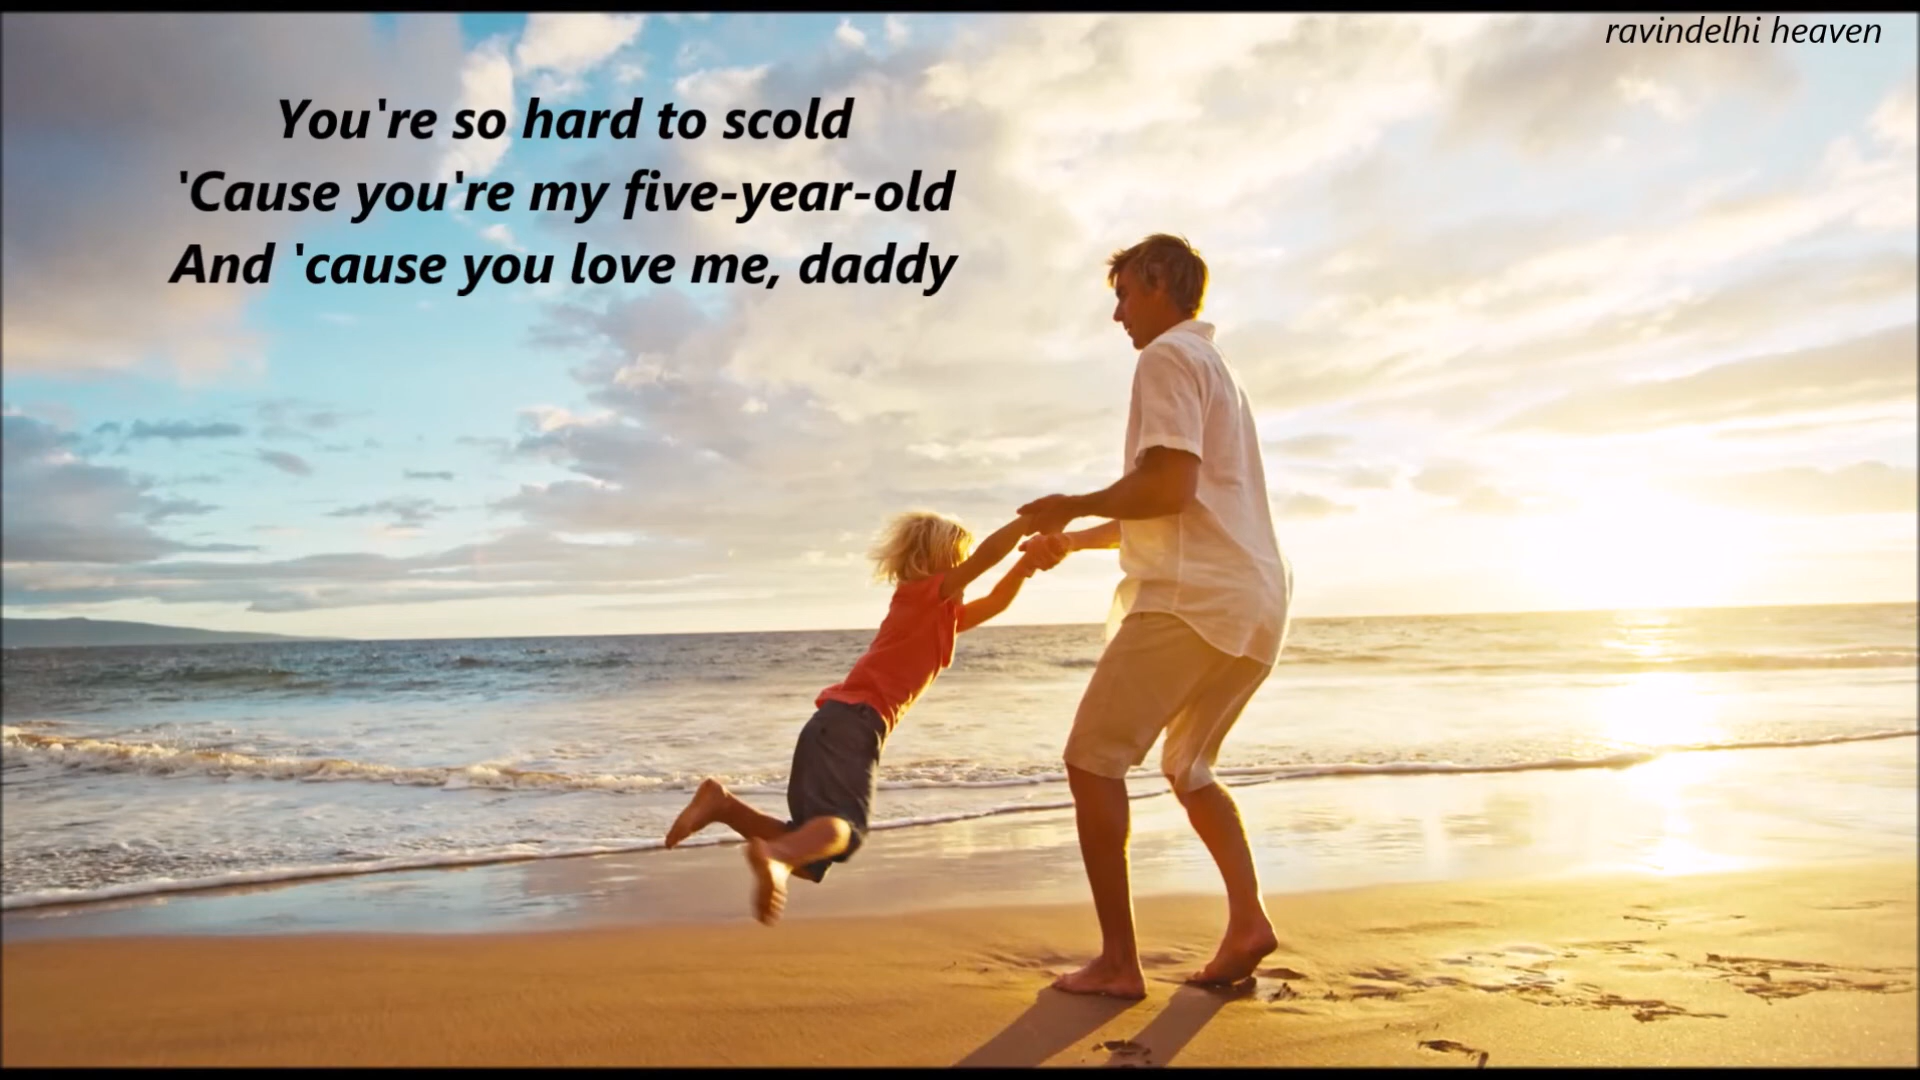 ravindelhi heaven
You're so hard to scold
'Cause you're my five-year-old
And 'cause you love me, daddy